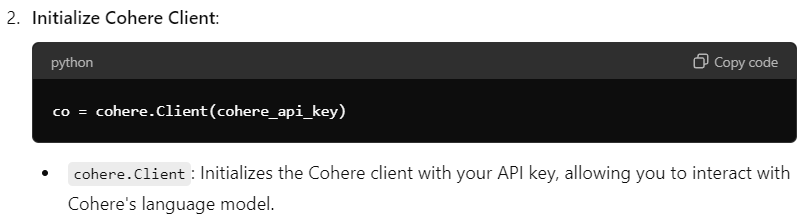 2. Initialize Cohere Client:
python
Copy code
co = cohere.Client(cohere_api_key)
• cohere.Client: Initializes the Cohere client with your API key, allowing you to interact with
Cohere's language model.